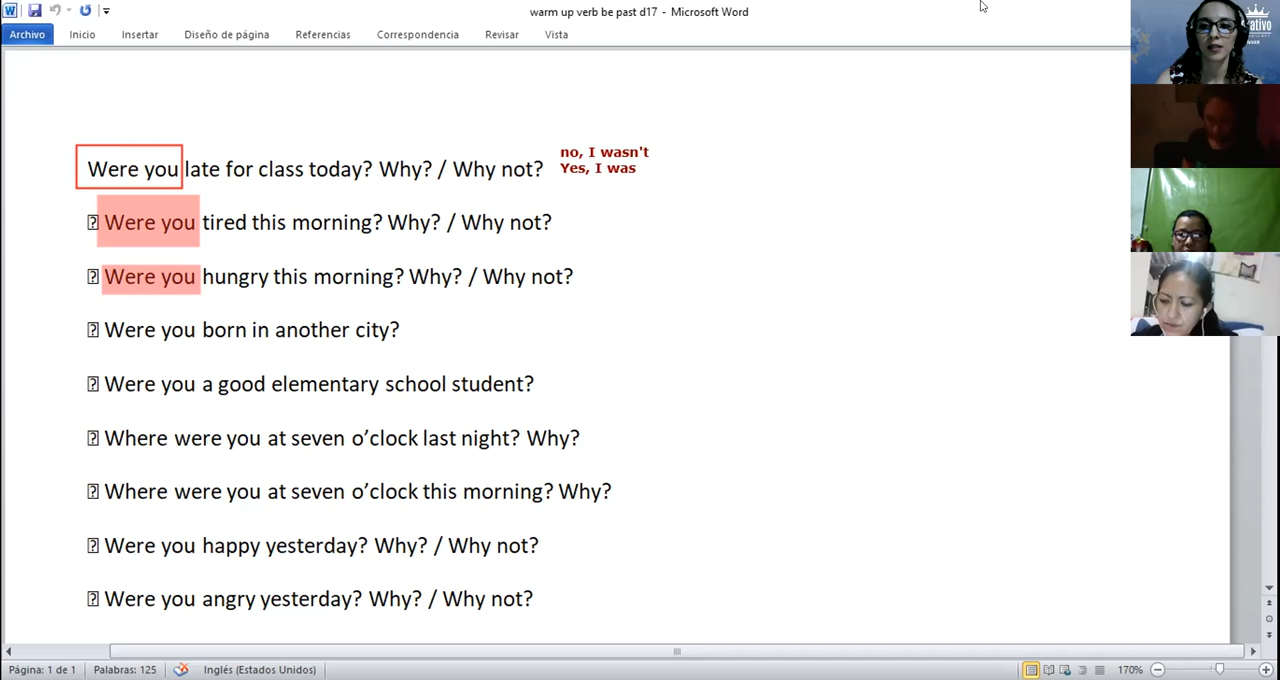 warm up verb be past d17 - Microsoft Word
Archivo Inicio Insertar Diseño de página Referencias Correspondencia Revisar Vista
ativo
Were you late for class today? Why? / Why not?
no, I wasn't
Yes, I was
Were you tired this morning? Why? / Why not?
Were you hungry this morning? Why? / Why not?
Were you born in another city?
Were you a good elementary school student?
Where were you at seven o’clock last night? Why?
Where were you at seven o’clock this morning? Why?
Were you happy yesterday? Why? / Why not?
Were you angry yesterday? Why? / Why not?
Página: 1 de 1 Palabras: 125 Inglés (Estados Unidos) 170%